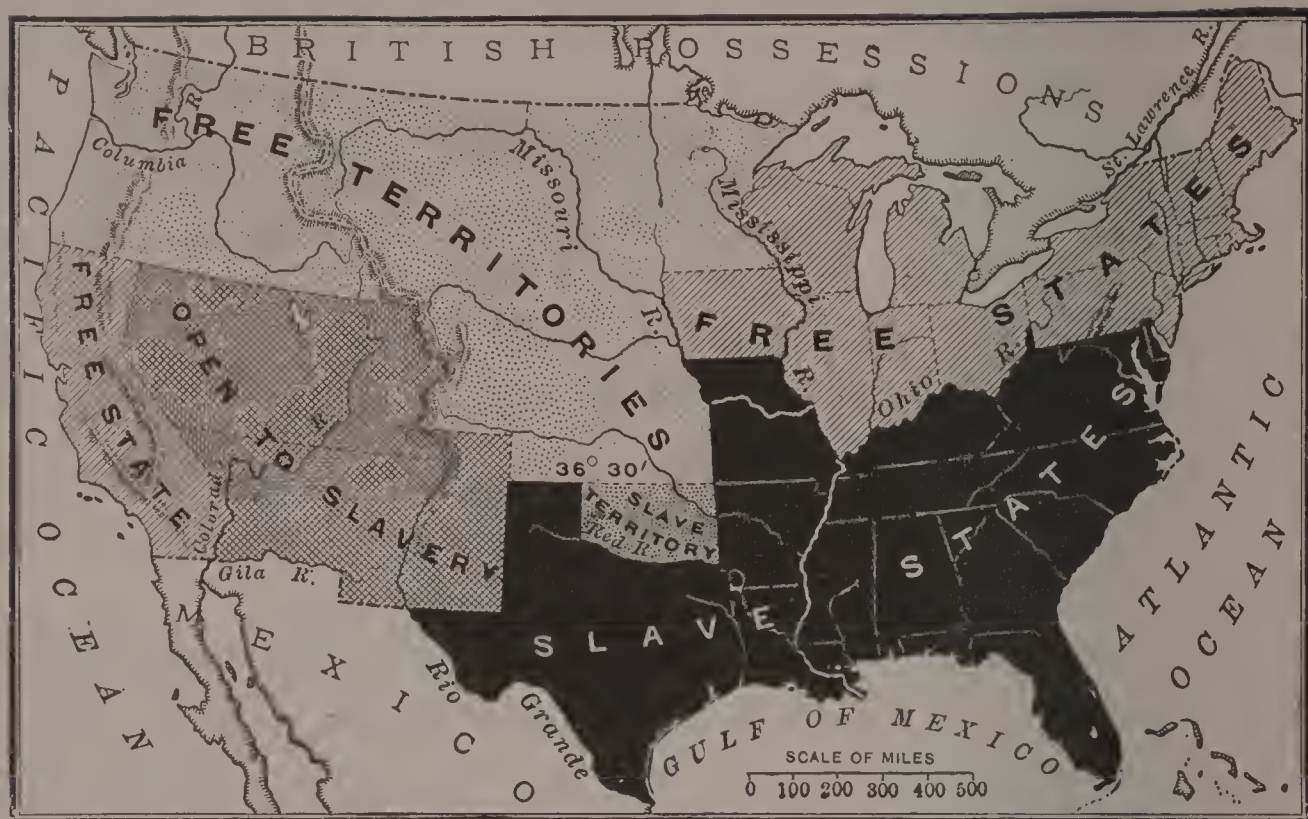 BRITISH POSSESSIONS
PACIFIC OCEAN
FREE TERRITORIES
R.
Columbia
Missouri
R.
Mississippi
R.
St. Lawrence R.
FREE STATES
Ohio R.
FREE STATE
OPEN TO SLAVERY
Colorad
R.
Gila R.
36° 30'
SLAVE
TERRITORY
Red R.
SLAVE STATES
MEXICO
Rio Grande
GULF OF MEXICO
ATLANTIC
OCEAN
SCALE OF MILES
0 100 200 300 400 500